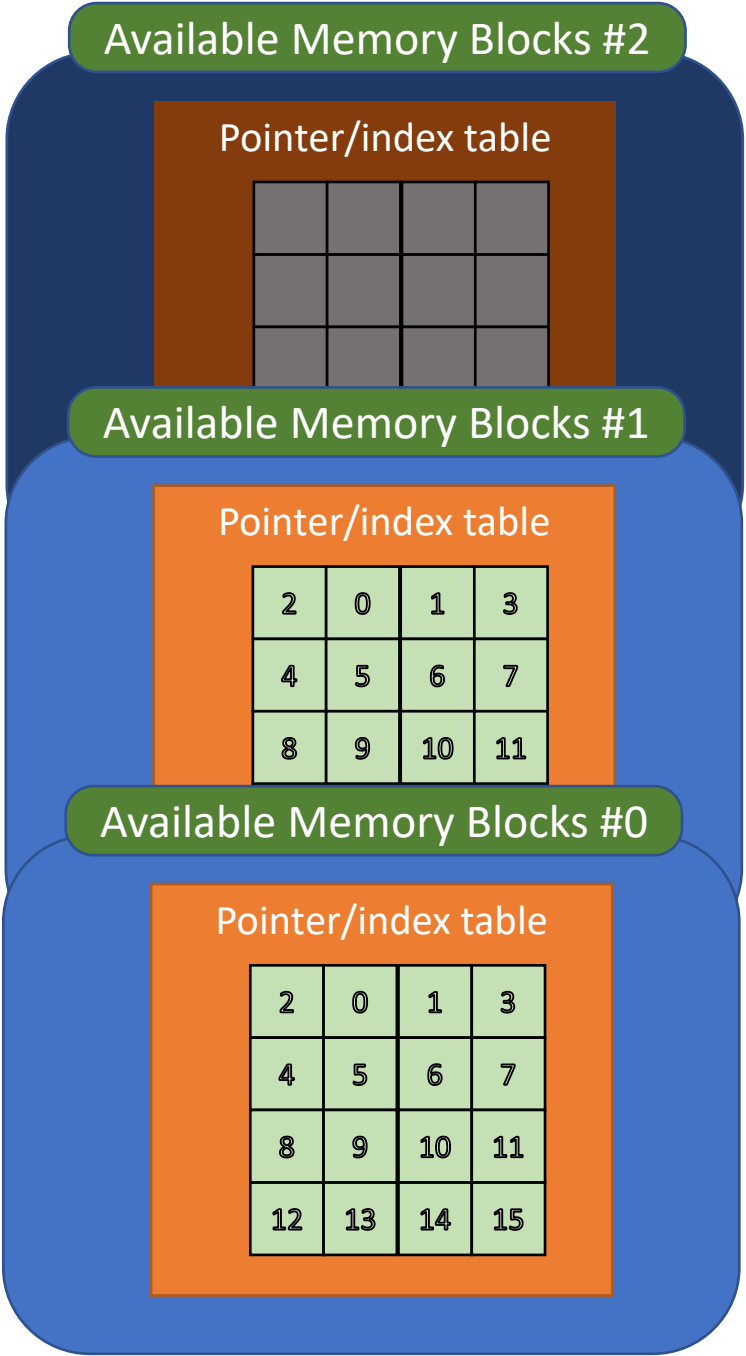 Available Memory Blocks #2
Pointer/index table
Available Memory Blocks #1
Pointer/index table
2 0 1 3
4 5 6 7
8 9 10 11
Available Memory Blocks #0
Pointer/index table
2 0 1 3
4 5 6 7
8 9 10 11
12 13 14 15